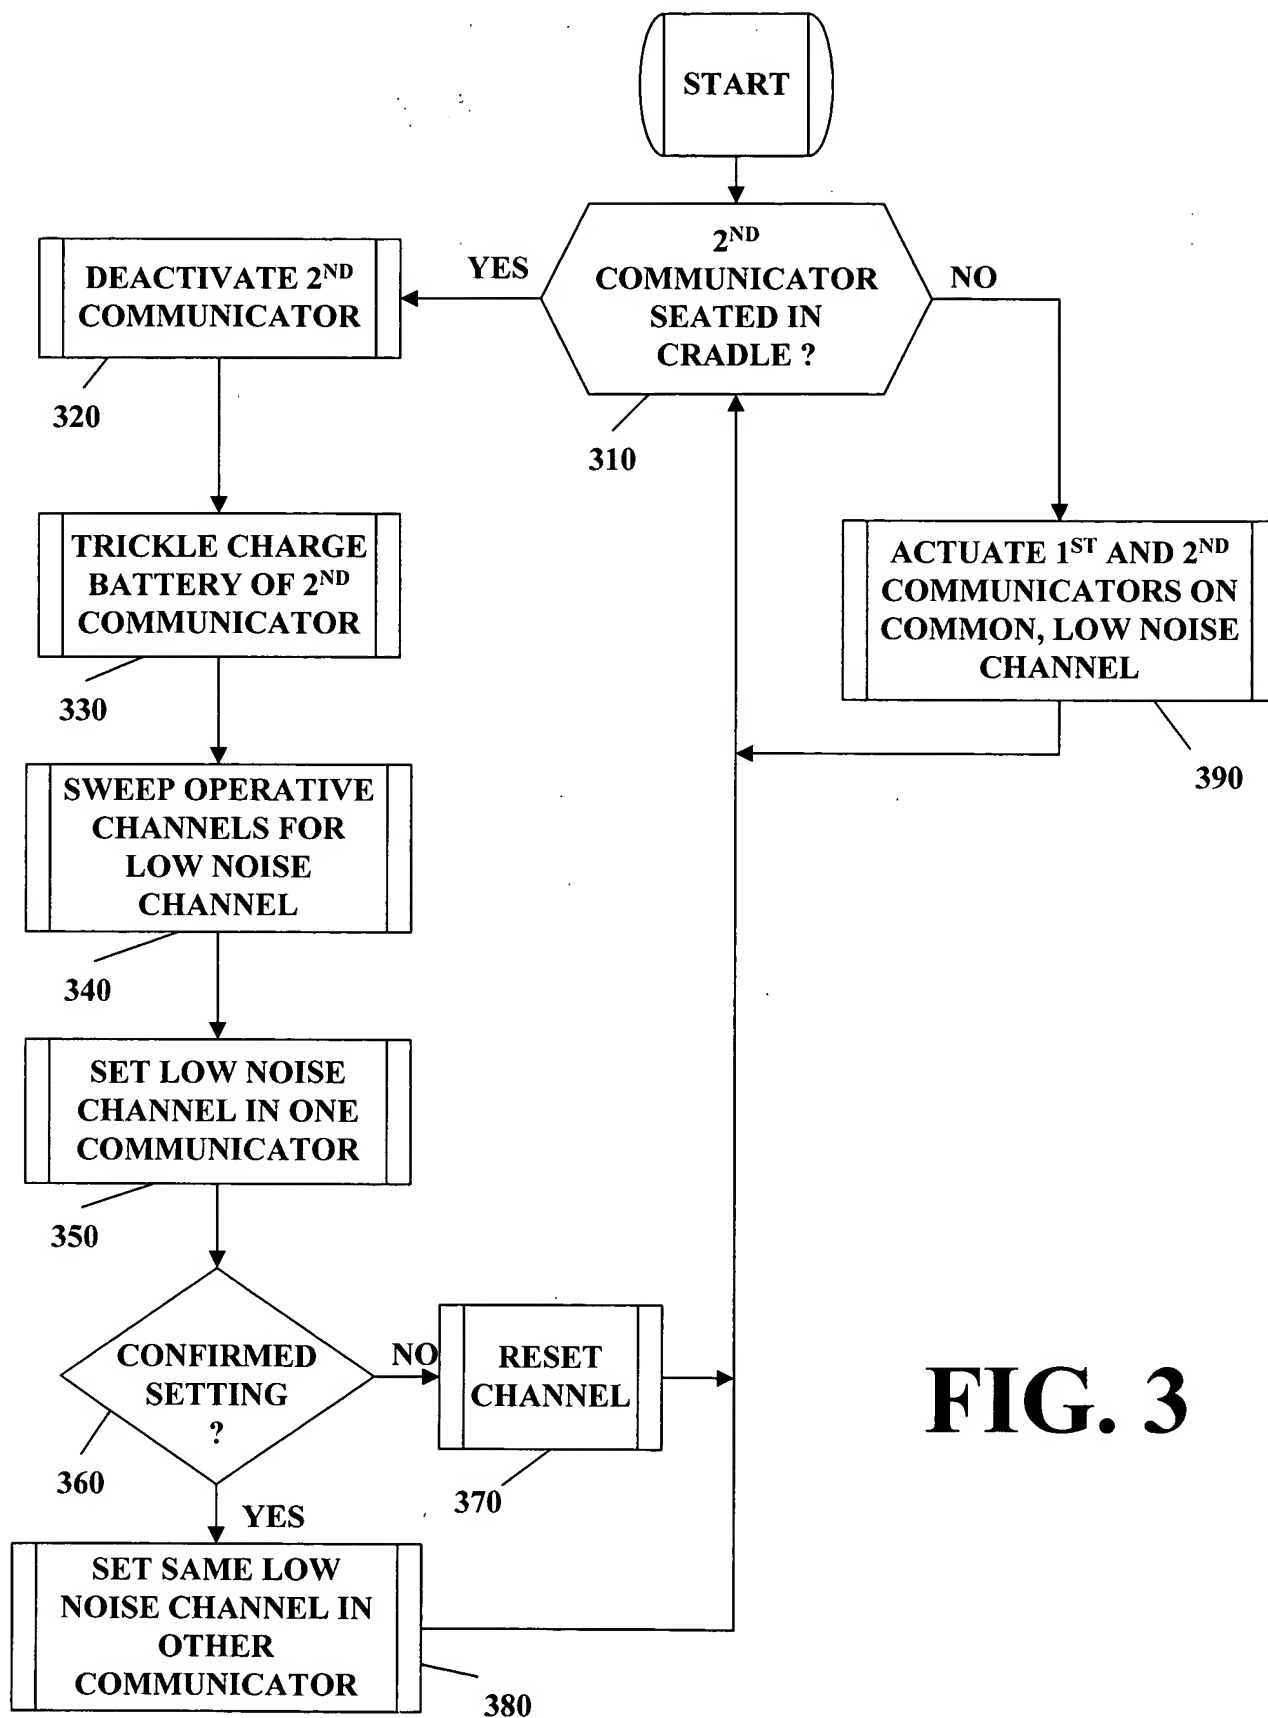 START
2ND
COMMUNICATOR
SEATED IN
CRADLE ?
YES
NO
310
DEACTIVATE 2ND
COMMUNICATOR
320
TRICKLE CHARGE
BATTERY OF 2ND
COMMUNICATOR
330
SWEEP OPERATIVE
CHANNELS FOR
LOW NOISE
CHANNEL
340
SET LOW NOISE
CHANNEL IN ONE
COMMUNICATOR
350
CONFIRMED
SETTING
?
360
NO
RESET
CHANNEL
370
YES
SET SAME LOW
NOISE CHANNEL IN
OTHER
COMMUNICATOR
380
ACTUATE 1ST AND 2ND
COMMUNICATORS ON
COMMON, LOW NOISE
CHANNEL
390
FIG. 3